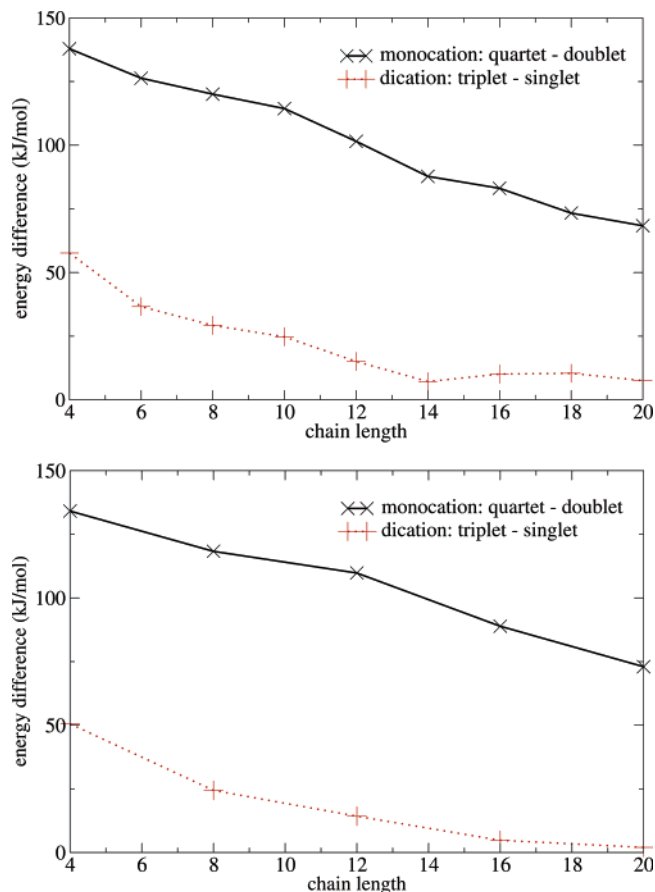 150
monocation: quartet - doublet
dication: triplet - singlet
100
energy difference (kJ/mol)
50
0
4 6 8 10 12 14 16 18 20
chain length
150
monocation: quartet - doublet
dication: triplet - singlet
100
energy difference (kJ/mol)
50
0
4 6 8 10 12 14 16 18 20
chain length